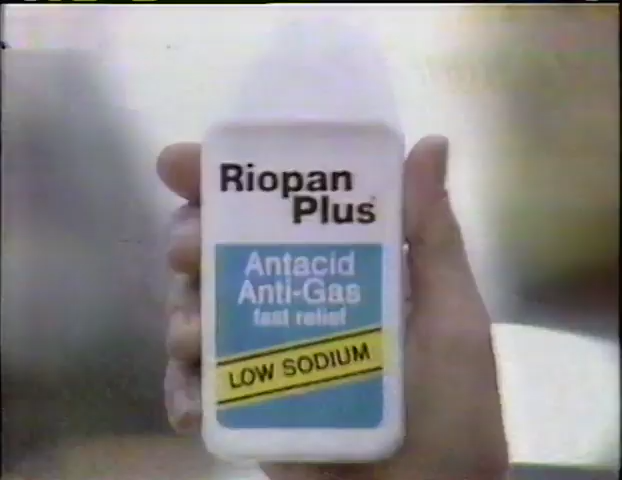 Riopan
Plus
Antacid
Anti-Gas
fast relief
LOW SODIUM